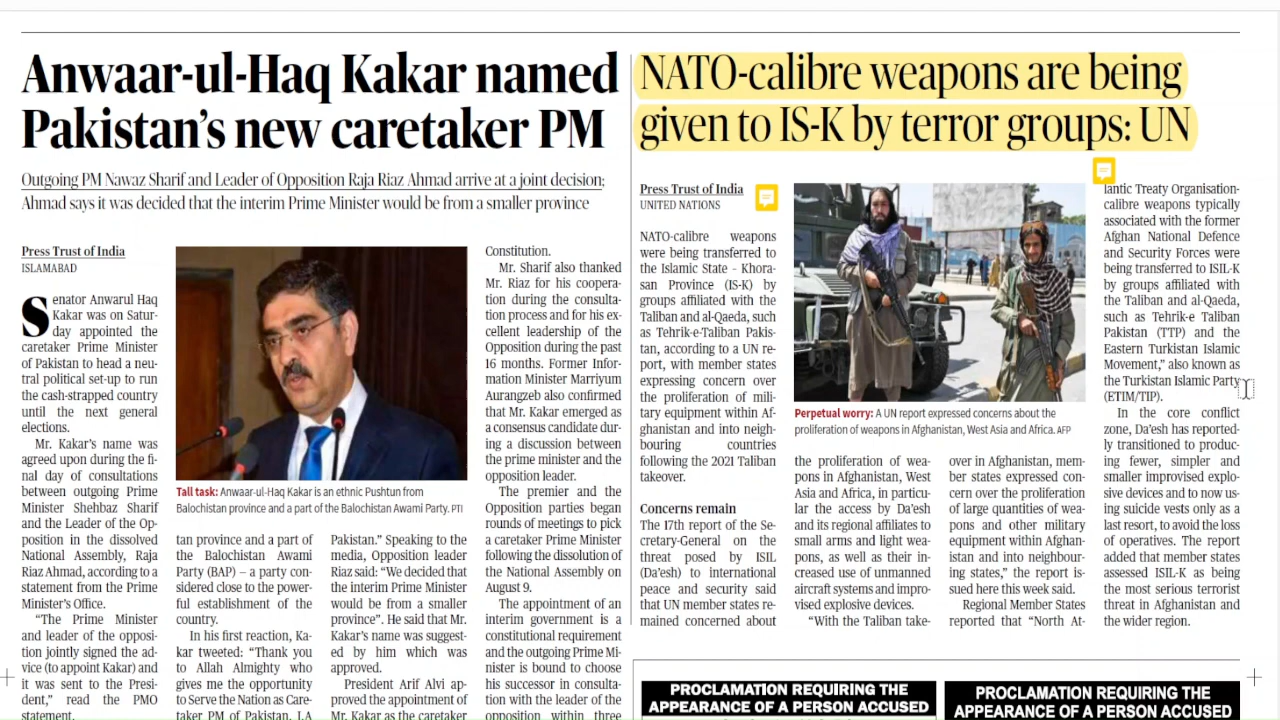 Anwaar-ul-Haq Kakar named
Pakistan's new caretaker PM
Outgoing PM Nawaz Sharif and Leader of Opposition Raja Riaz Ahmad arrive at a joint decision;
Ahmad says it was decided that the interim Prime Minister would be from a smaller province
Press Trust of India
ISLAMABAD
Senator Anwarul Haq
Kakar was on Satur-
day appointed the
caretaker Prime Minister
of Pakistan to head a neu-
tral political set-up to run
the cash-strapped country
until the next general
elections.
Mr. Kakar's name was
agreed upon during the fi-
nal day of consultations
between outgoing Prime
Minister Shehbaz Sharif
and the Leader of the Op-
position in the dissolved
National Assembly, Raja
Riaz Ahmad, according to a
statement from the Prime
Minister's Office.
"The Prime Minister
and leader of the opposi-
tion jointly signed the ad-
vice (to appoint Kakar) and
it was sent to the Presi-
dent," read the PMO
statement.
Tall task: Anwaar-ul-Haq Kakar is an ethnic Pushtun from
Balochistan province and a part of the Balochistan Awami Party. PTI
tan province and a part of
the Balochistan Awami
Party (BAP) – a party con-
sidered close to the power-
ful establishment of the
country.
In his first reaction, Ka-
kar tweeted: "Thank you
to Allah Almighty who
gives me the opportunity
to Serve the Nation as Care-
taker PM of Pakistan. I.A
Pakistan." Speaking to the
media, Opposition leader
Riaz said: "We decided that
the interim Prime Minister
would be from a smaller
province". He said that Mr.
Kakar's name was suggest-
ed by him which was
approved.
President Arif Alvi ap-
proved the appointment of
Mr. Kakar as the caretaker
Constitution.
Mr. Sharif also thanked
Mr. Riaz for his coopera-
tion during the consulta-
tion process and for his ex-
cellent leadership of the
Opposition during the past
16 months. Former Infor-
mation Minister Marriyum
Aurangzeb also confirmed
that Mr. Kakar emerged as
a consensus candidate dur-
ing a discussion between
the prime minister and the
opposition leader.
The premier and the
Opposition parties began
rounds of meetings to pick
a caretaker Prime Minister
following the dissolution of
the National Assembly on
August 9.
The appointment of an
interim government is a
constitutional requirement
and the outgoing Prime Mi-
nister is bound to choose
his successor in consulta-
tion with the leader of the
opposition within three
NATO-calibre weapons are being
given to IS-K by terror groups: UN
Press Trust of India
UNITED NATIONS
NATO-calibre weapons
were being transferred to
the Islamic State – Khora-
san Province (IS-K) by
groups affiliated with the
Taliban and al-Qaeda, such
as Tehrik-e-Taliban Pakis-
tan, according to a UN re-
port, with member states
expressing concern over
the proliferation of mili-
tary equipment within Af-
ghanistan and into neigh-
bouring countries
following the 2021 Taliban
takeover.
Concerns remain
The 17th report of the Se-
cretary-General on the
threat posed by ISIL
(Da'esh) to international
peace and security said
that UN member states re-
mained concerned about
Perpetual worry: A UN report expressed concerns about the
proliferation of weapons in Afghanistan, West Asia and Africa. AFP
the proliferation of wea-
pons in Afghanistan, West
Asia and Africa, in particu-
lar the access by Da'esh
and its regional affiliates to
small arms and light wea-
pons, as well as their in-
creased use of unmanned
aircraft systems and impro-
vised explosive devices.
"With the Taliban take-
over in Afghanistan, mem-
ber states expressed con-
cern over the proliferation
of large quantities of wea-
pons and other military
equipment within Afghan-
istan and into neighbour-
ing states," the report is-
sued here this week said.
Regional Member States
reported that "North At-
lantic Treaty Organisation-
calibre weapons typically
associated with the former
Afghan National Defence
and Security Forces were
being transferred to ISIL-K
by groups affiliated with
the Taliban and al-Qaeda,
such as Tehrik-e Taliban
Pakistan (TTP) and the
Eastern Turkistan Islamic
Movement," also known as
the Turkistan Islamic Party
(ETIM/TIP).
In the core conflict
zone, Da'esh has reported-
ly transitioned to produc-
ing fewer, simpler and
smaller improvised explo-
sive devices and to now us-
ing suicide vests only as a
last resort, to avoid the loss
of operatives. The report
added that member states
assessed ISIL-K as being
the most serious terrorist
threat in Afghanistan and
the wider region.
PROCLAMATION REQUIRING THE
APPEARANCE OF A PERSON ACCUSED
PROCLAMATION REQUIRING THE
APPEARANCE OF A PERSON ACCUSED